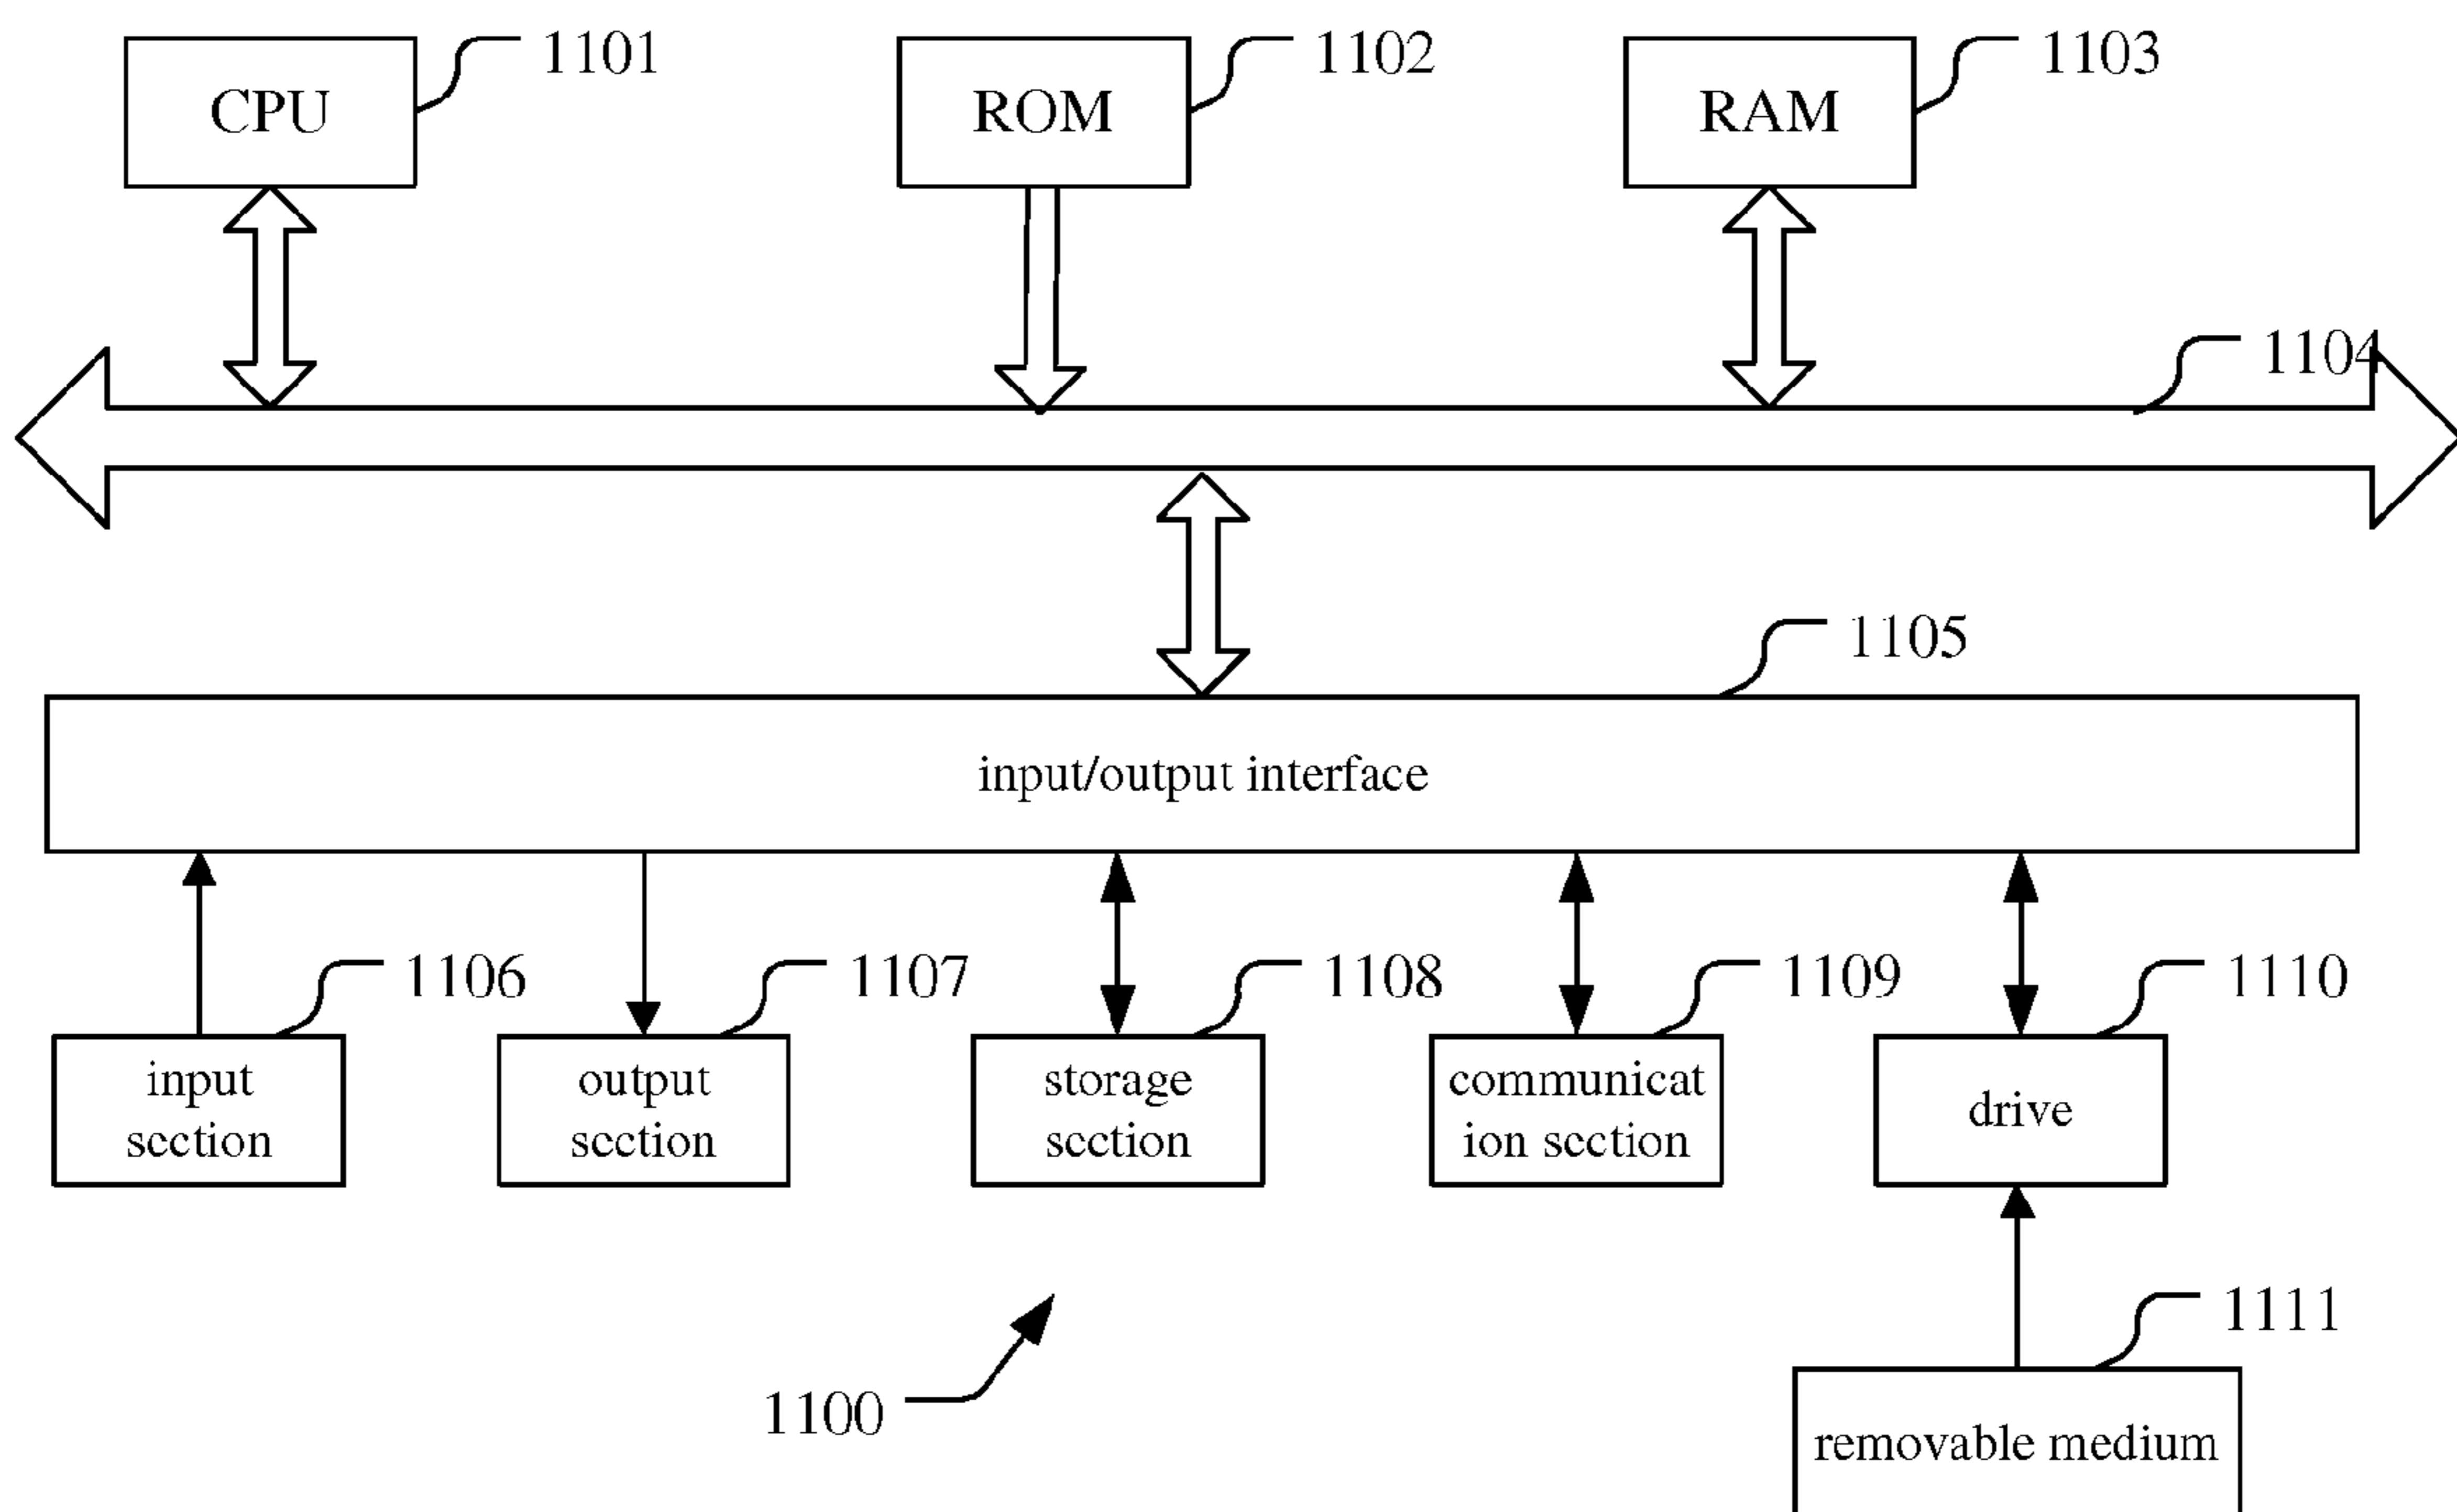 CPU
1101
ROM
1102
RAM
1103
1104
1105
input/output interface
1106
1107
1108
1109
1110
input
section
output
section
storage
section
communicat
ion section
drive
1111
1100
removable medium